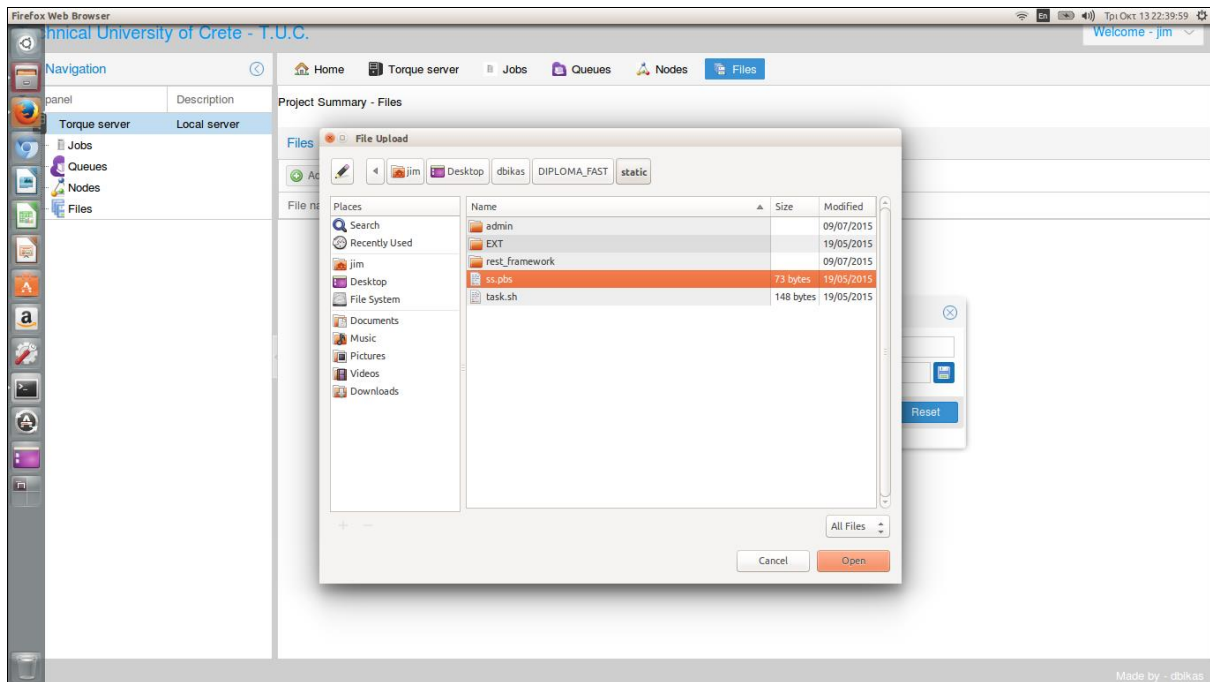 Firefox Web Browser En Τρι Οκτ 13 22:39:59
hnical University of Crete - T.U.C. Welcome - jim
Navigation Home Torque server Jobs Queues Nodes Files
panel Description Project Summary - Files
Torque server Local server
Jobs
Queues
Nodes
Files
Files
File Upload
jim Desktop dbikas DIPLOMA_FAST static
Places Name Size Modified
Search admin 09/07/2015
Recently Used EXT 19/05/2015
jim rest_framework 09/07/2015
Desktop ss.pbs 73 bytes 19/05/2015
File System task.sh 148 bytes 19/05/2015
Documents
Music
Pictures
Videos
Downloads
Reset
All Files
Cancel Open
Made by - dbikas